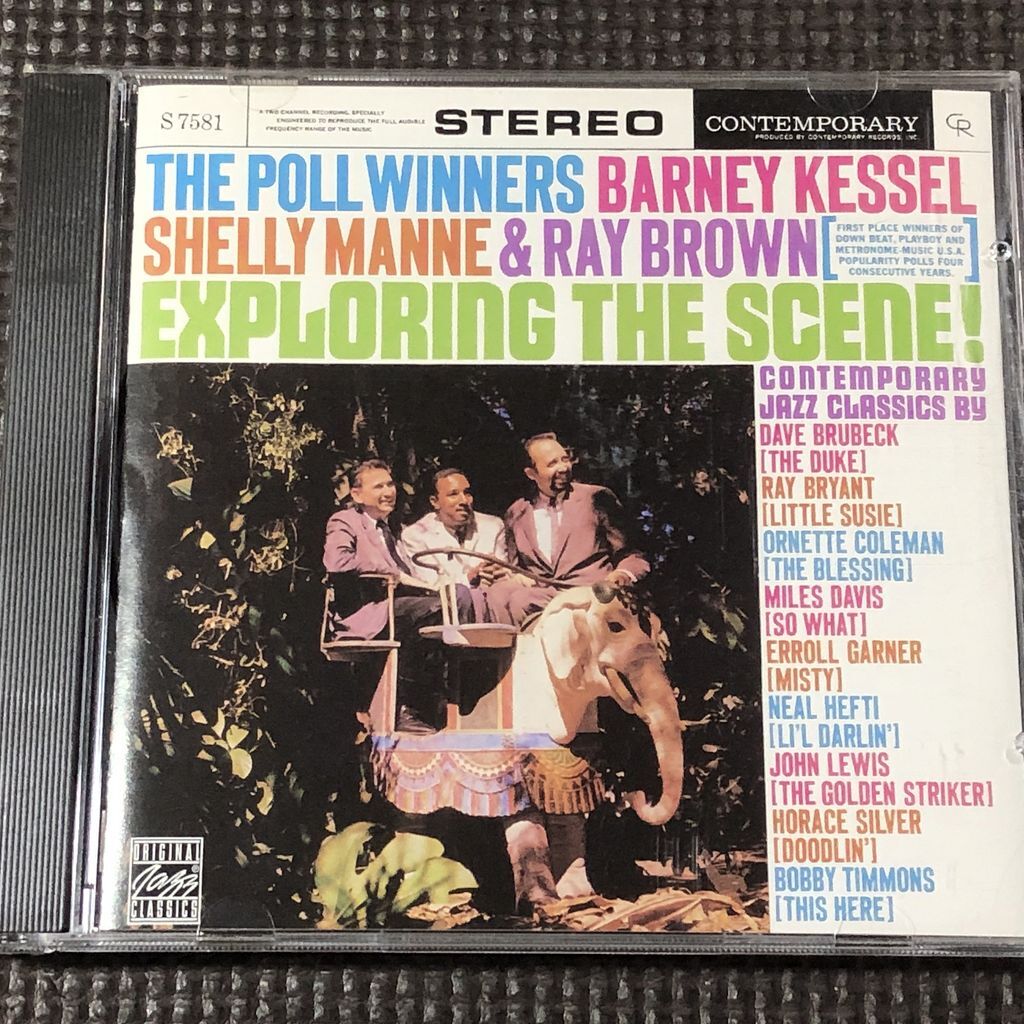 S 7581
A TWO CHANNEL RECORDING, SPECIALLY
ENGINEERED TO REPRODUCE THE FULL AUDIBLE
FREQUENCY RANGE OF THE MUSIC
STEREO
CONTEMPORARY
PRODUCED BY CONTEMPORARY RECORDS, INC.
CR
THE POLL WINNERS BARNEY KESSEL
SHELLY MANNE & RAY BROWN
[FIRST PLACE WINNERS OF
DOWN BEAT, PLAYBOY AND
METRONOME-MUSIC U.S.A.
POPULARITY POLLS FOUR
CONSECUTIVE YEARS.]
EXPLORING THE SCENE!
CONTEMPORARY
JAZZ CLASSICS BY
DAVE BRUBECK
[THE DUKE]
RAY BRYANT
[LITTLE SUSIE]
ORNETTE COLEMAN
[THE BLESSING]
MILES DAVIS
[SO WHAT]
ERROLL GARNER
[MISTY]
NEAL HEFTI
[LI'L DARLIN']
JOHN LEWIS
[THE GOLDEN STRIKER]
HORACE SILVER
[DOODLIN']
BOBBY TIMMONS
[THIS HERE]
ORIGINAL
Jazz
CLASSICS